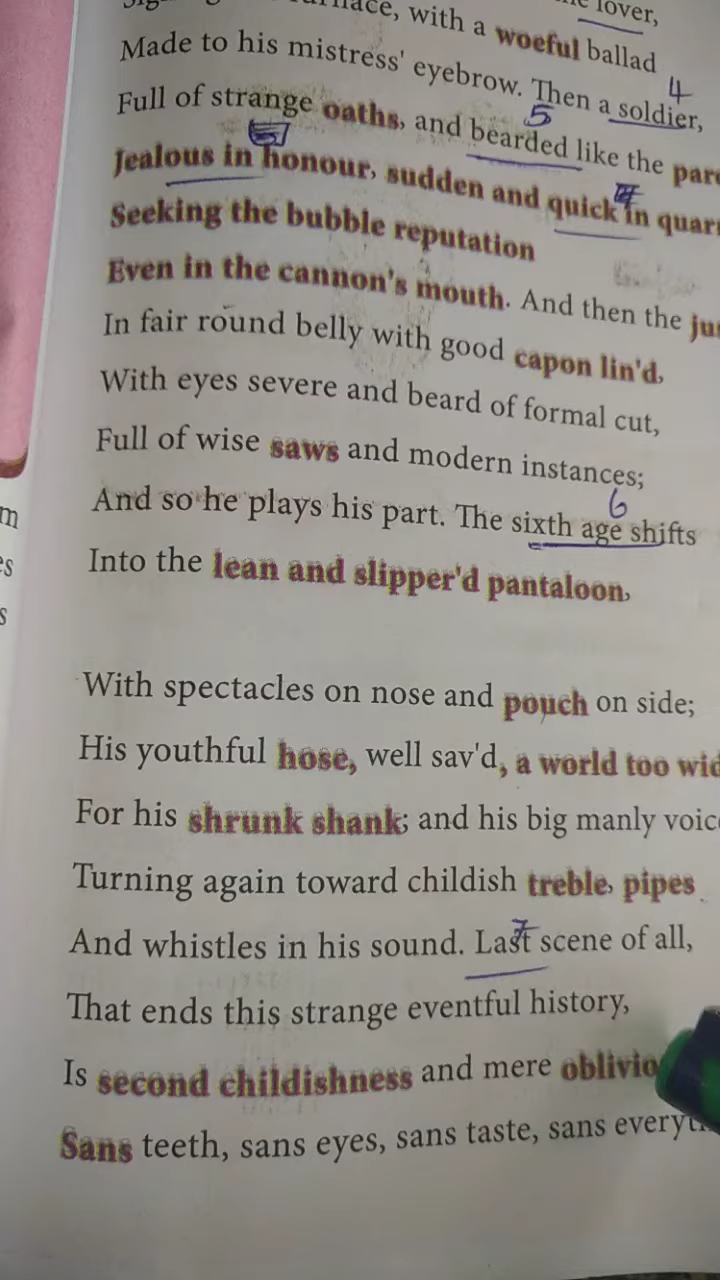 lover,
with a woeful ballad
4
Made to his mistress' eyebrow. Then a soldier,
5
Full of strange oaths, and bearded like the
Jealous in honour, sudden and quick in
Seeking the bubble reputation
Even in the cannon's mouth. And then the
In fair round belly with good capon lin'd,
With eyes severe and beard of formal cut,
Full of wise saws and modern instances;
6
And so he plays his part. The sixth age shifts
Into the lean and slipper'd pantaloon,
With spectacles on nose and pouch on side;
His youthful hose, well sav'd, a world too
For his shrunk shank; and his big manly
Turning again toward childish treble, pipes
7
And whistles in his sound. Last scene of all,
That ends this strange eventful history,
Is second childishness and mere
Sans teeth, sans eyes, sans taste, sans